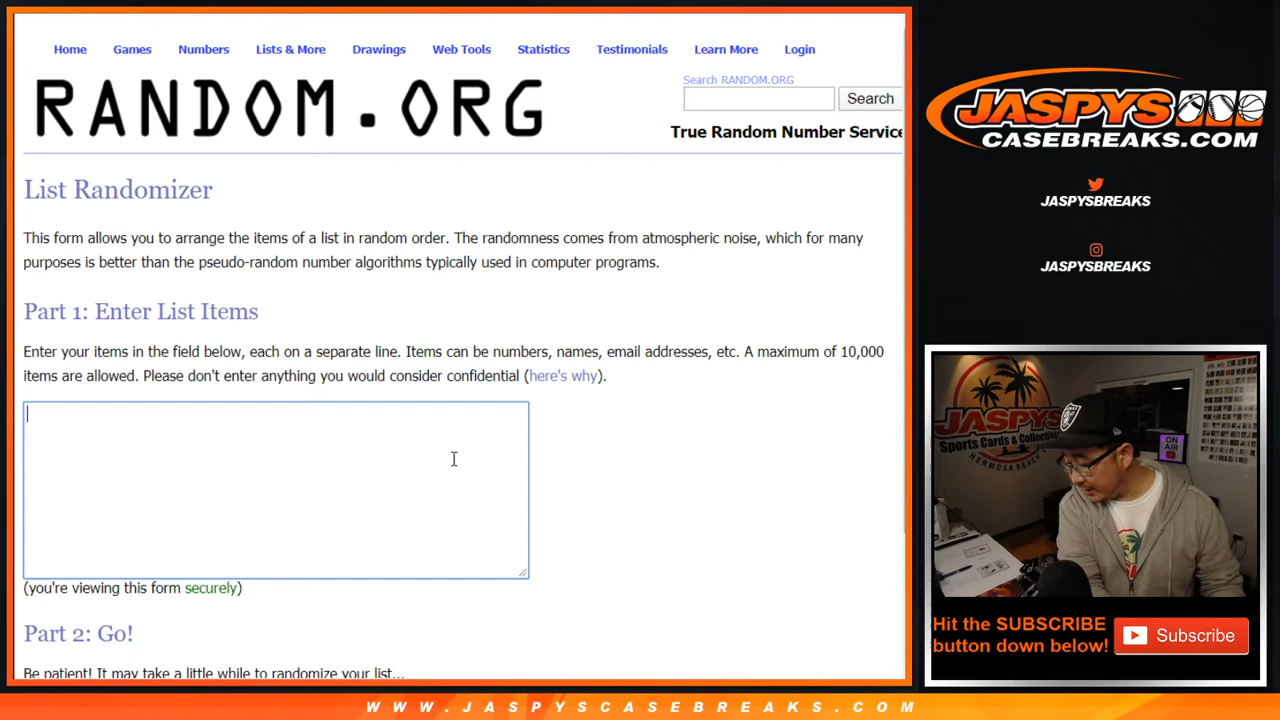 Home Games Numbers Lists & More Drawings Web Tools Statistics Testimonials Learn More Login
RANDOM.ORG
Search RANDOM.ORG
Search
True Random Number Service
List Randomizer
This form allows you to arrange the items of a list in random order. The randomness comes from atmospheric noise, which for many
purposes is better than the pseudo-random number algorithms typically used in computer programs.
Part 1: Enter List Items
Enter your items in the field below, each on a separate line. Items can be numbers, names, email addresses, etc. A maximum of 10,000
items are allowed. Please don't enter anything you would consider confidential (here's why).
(you're viewing this form securely)
Part 2: Go!
Be patient! It may take a little while to randomize your list...
JASPYS
CASEBREAKS.COM
JASPYSBREAKS
JASPYSBREAKS
JASPYS
Sports Cards & Collectibles
HERMOSA BEACH
ON AIR
Hit the SUBSCRIBE
button down below!
Subscribe
WWW.JASPYSCASEBREAKS.COM